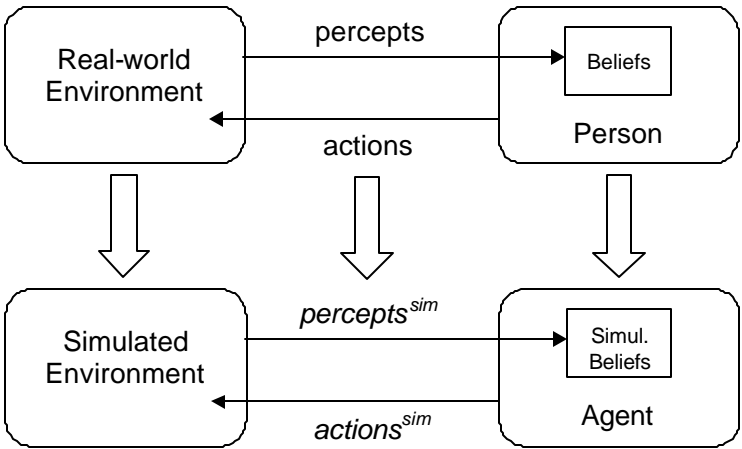 Real-world
Environment
percepts
Beliefs
Person
actions
Simulated
Environment
percepts^sim
Simul.
Beliefs
Agent
actions^sim